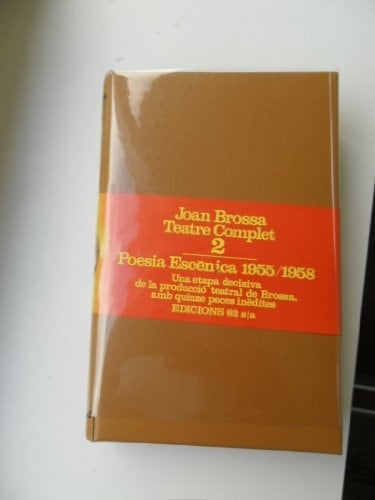 Joan Brossa
Teatre Complet
2
Poesia Escènica 1955/1958
Una etapa decisiva
de la producció teatral de Brossa,
amb quinze peces inèdites
EDICIONS 62 s|a